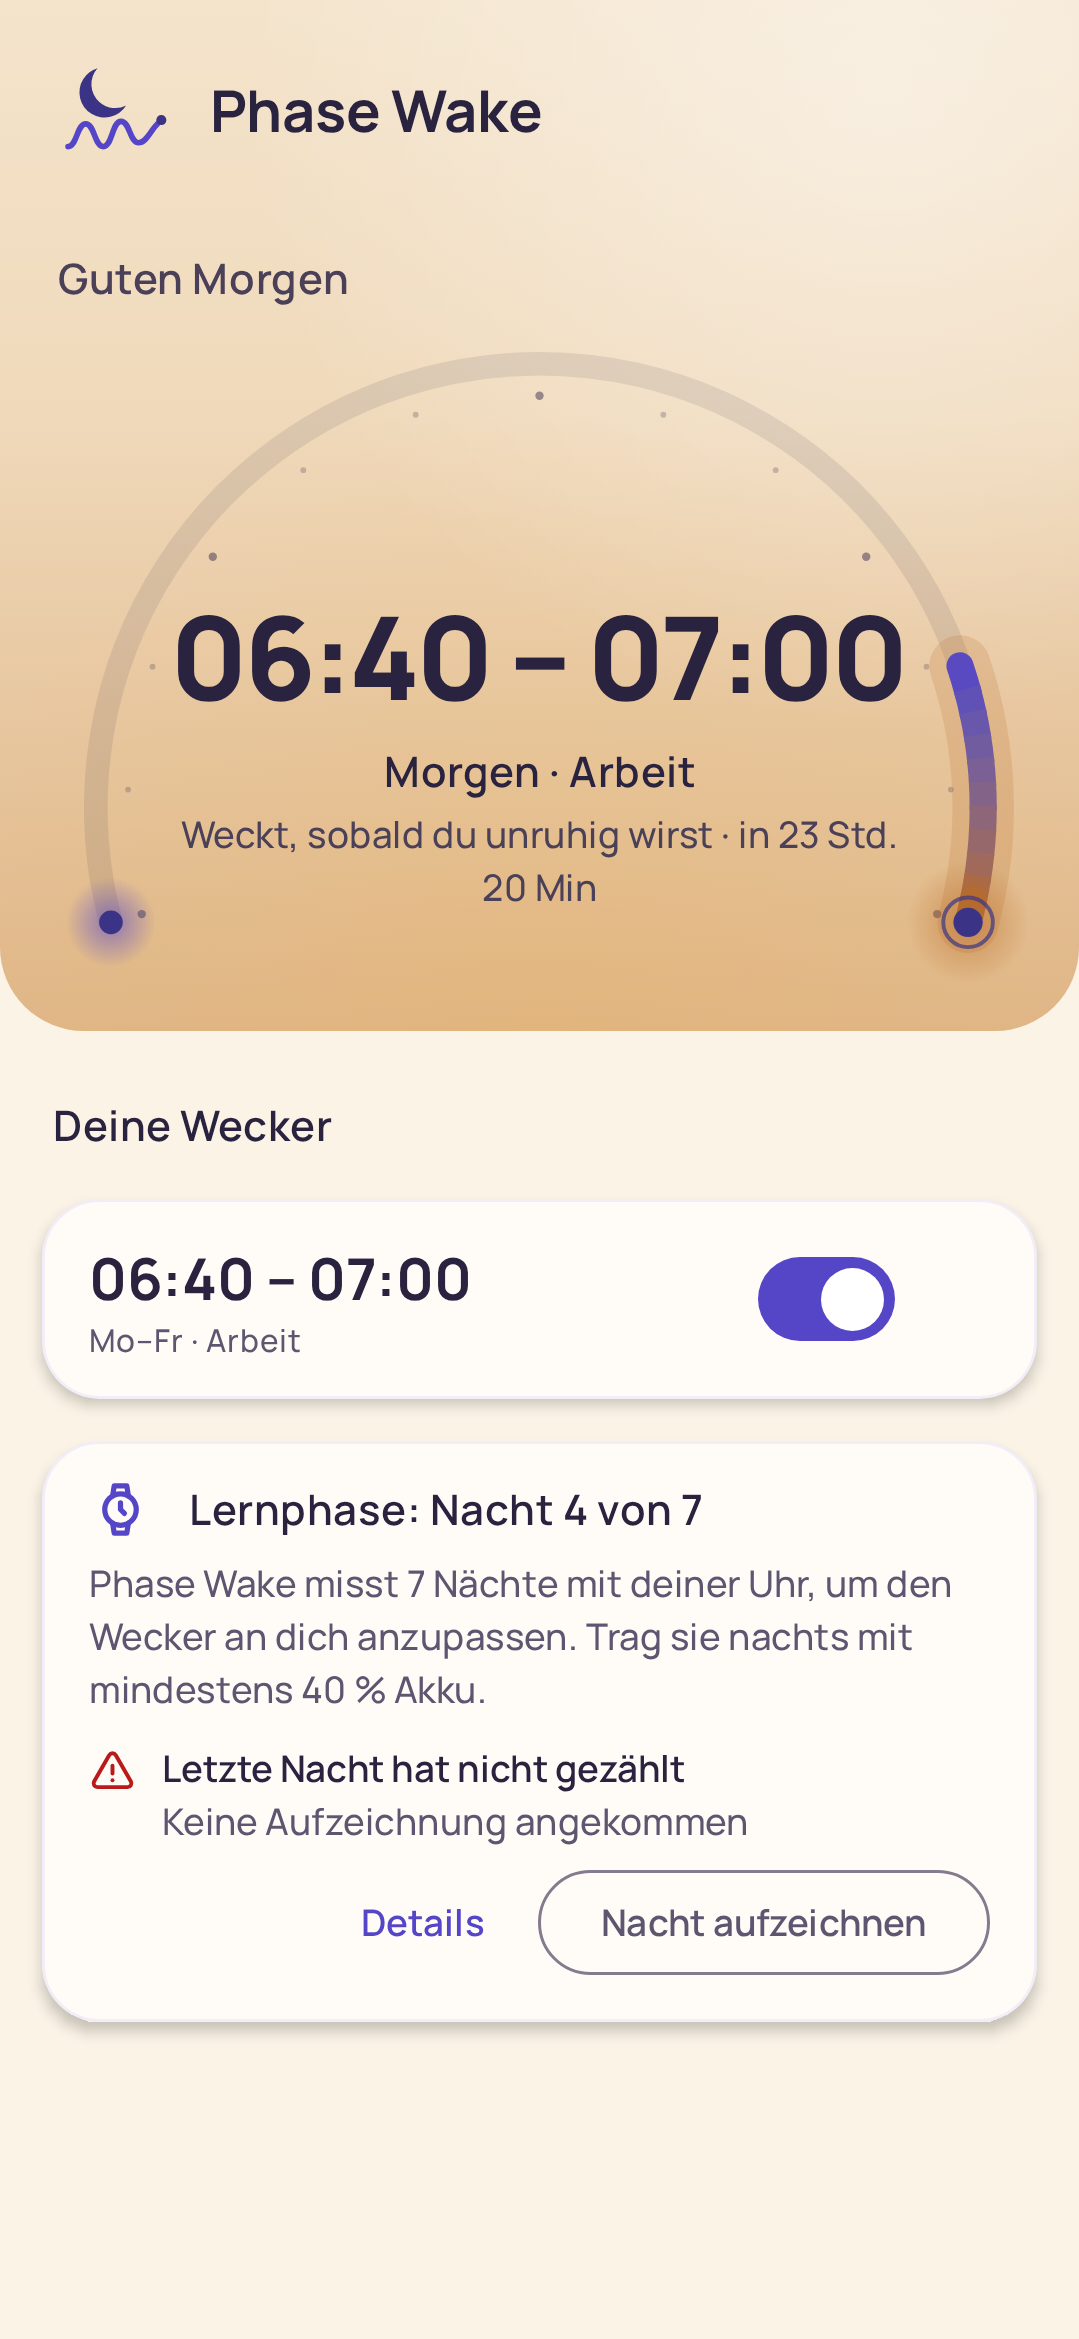 Phase Wake
Guten Morgen
06:40 – 07:00
Morgen · Arbeit
Weckt, sobald du unruhig wirst · in 23 Std.
20 Min
Deine Wecker
06:40 – 07:00
Mo–Fr · Arbeit
Lernphase: Nacht 4 von 7
Phase Wake misst 7 Nächte mit deiner Uhr, um den
Wecker an dich anzupassen. Trag sie nachts mit
mindestens 40 % Akku.
Letzte Nacht hat nicht gezählt
Keine Aufzeichnung angekommen
Details
Nacht aufzeichnen